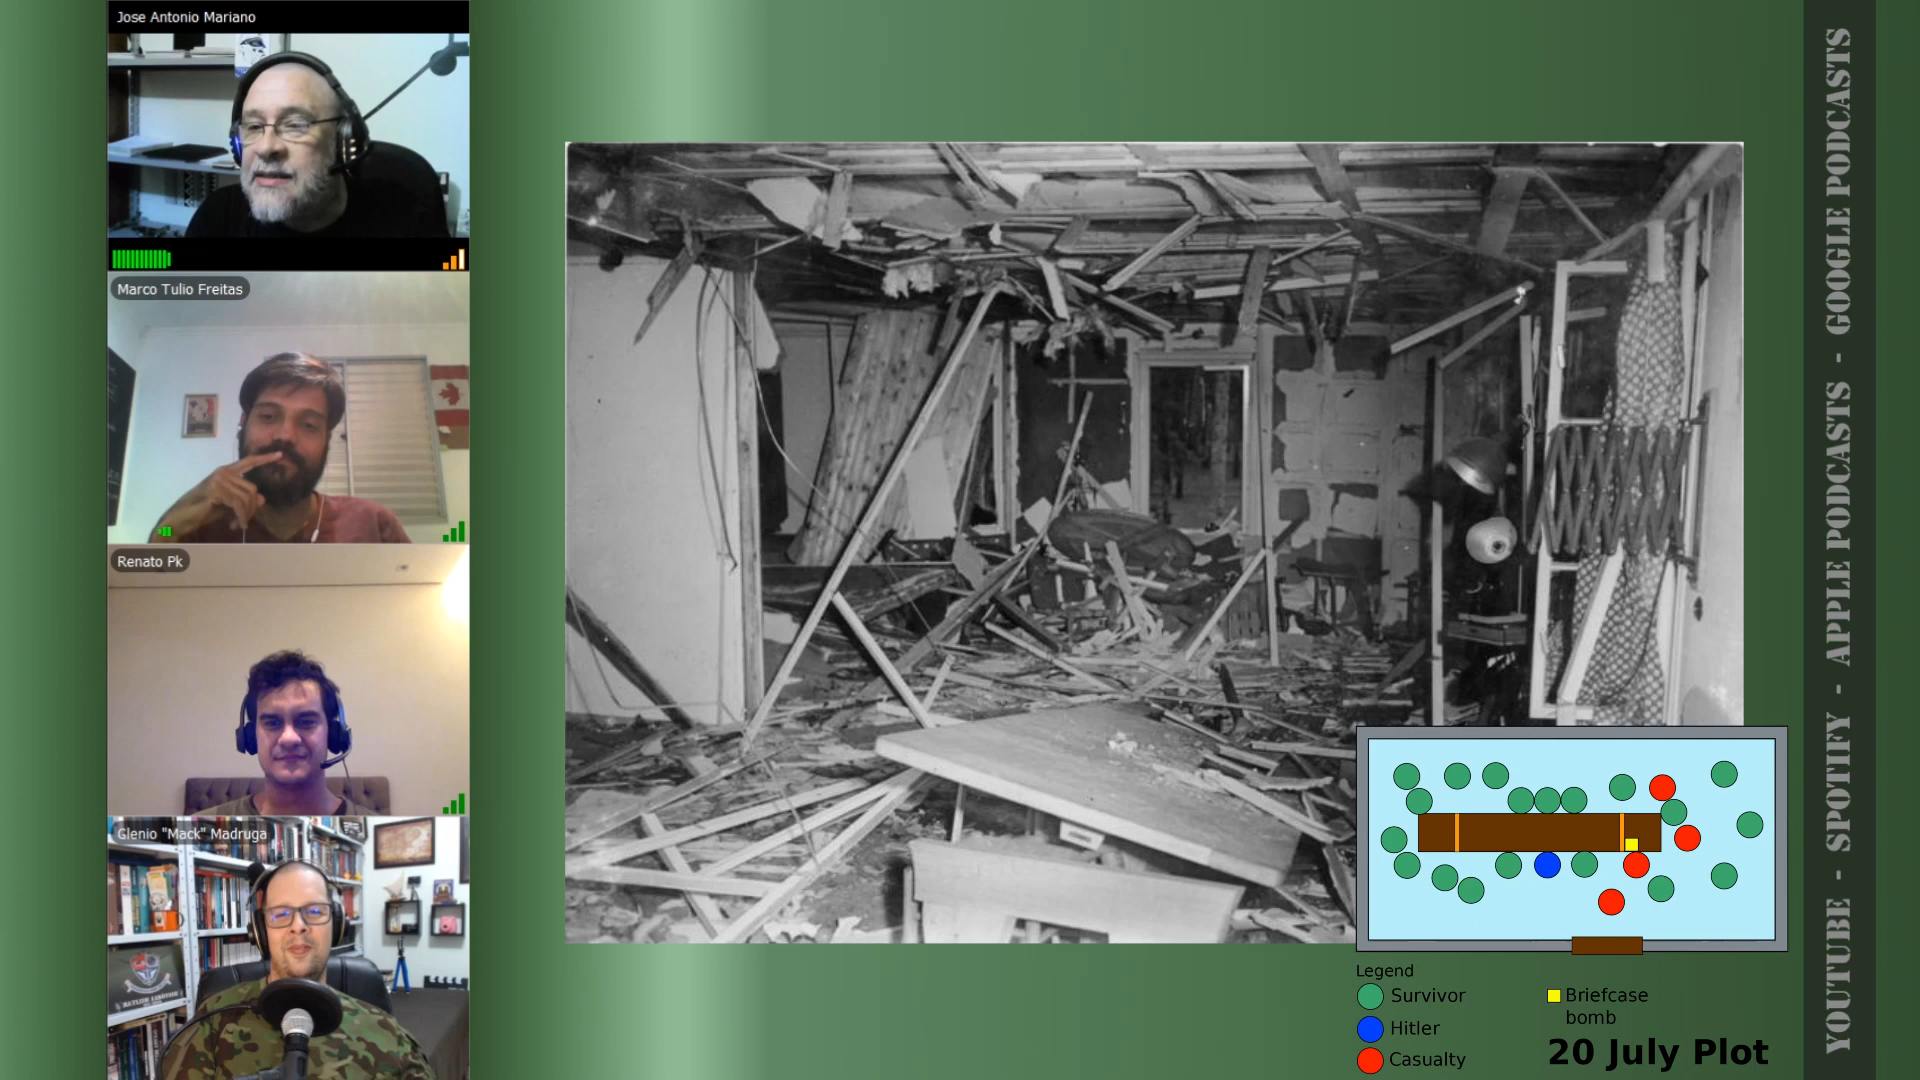 Jose Antonio Mariano
Marco Tulio Freitas
Renato Pk
Glenio "Mack" Madruga
Legend
Survivor
Hitler
Casualty
Briefcase
bomb
20 July Plot
YOUTUBE - SPOTIFY - APPLE PODCASTS - GOOGLE PODCASTS